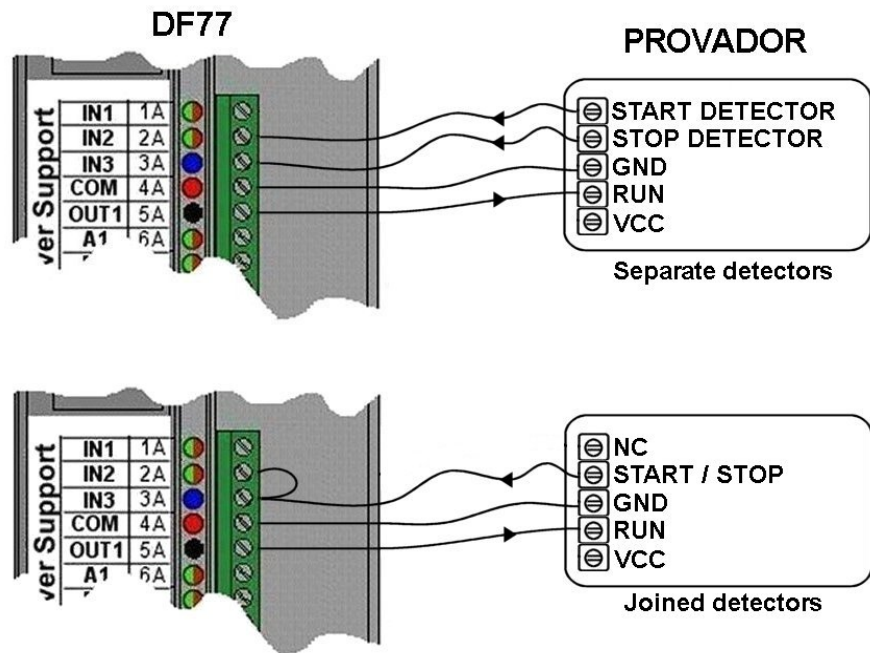 DF77
PROVADOR
ver Support
IN1 1A
IN2 2A
IN3 3A
COM 4A
OUT1 5A
A1 6A
START DETECTOR
STOP DETECTOR
GND
RUN
VCC
Separate detectors
ver Support
IN1 1A
IN2 2A
IN3 3A
COM 4A
OUT1 5A
A1 6A
NC
START / STOP
GND
RUN
VCC
Joined detectors